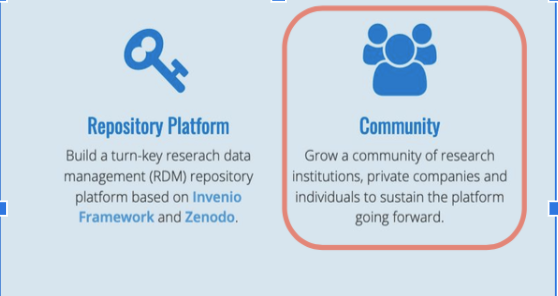 Repository Platform
Build a turn-key reserach data
management (RDM) repository
platform based on Invenio
Framework and Zenodo.
Community
Grow a community of research
institutions, private companies and
individuals to sustain the platform
going forward.